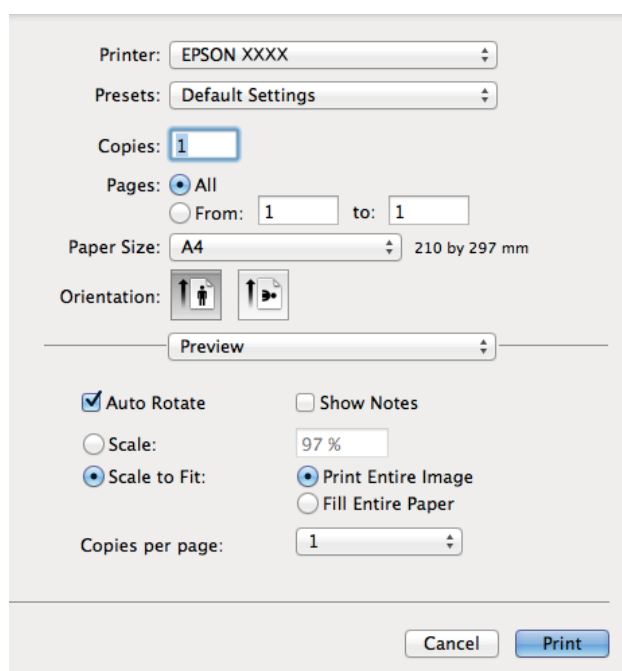 Printer: EPSON XXXX
Presets: Default Settings
Copies: 1
Pages: All
From: 1 to: 1
Paper Size: A4 210 by 297 mm
Orientation:
Preview
Auto Rotate Show Notes
Scale: 97 %
Scale to Fit: Print Entire Image
Fill Entire Paper
Copies per page: 1
Cancel Print